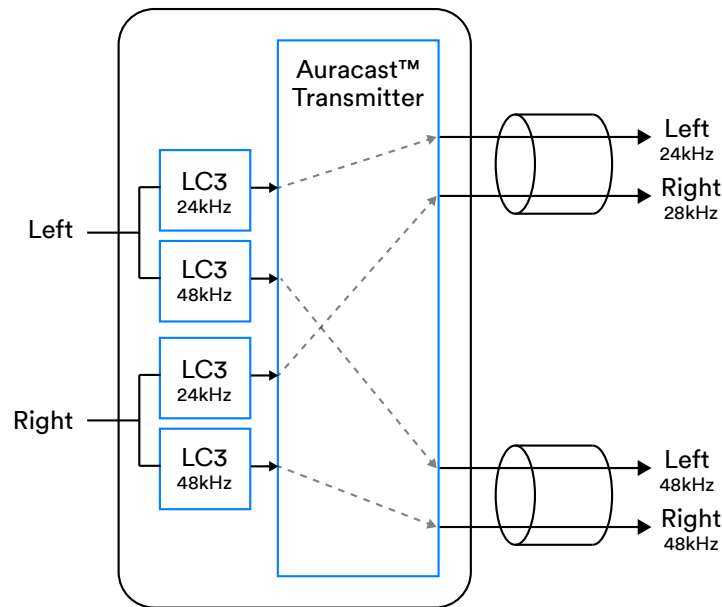 Auracast™
Transmitter
LC3
24kHz
LC3
48kHz
LC3
24kHz
LC3
48kHz
Left
Right
Left
24kHz
Right
28kHz
Left
48kHz
Right
48kHz